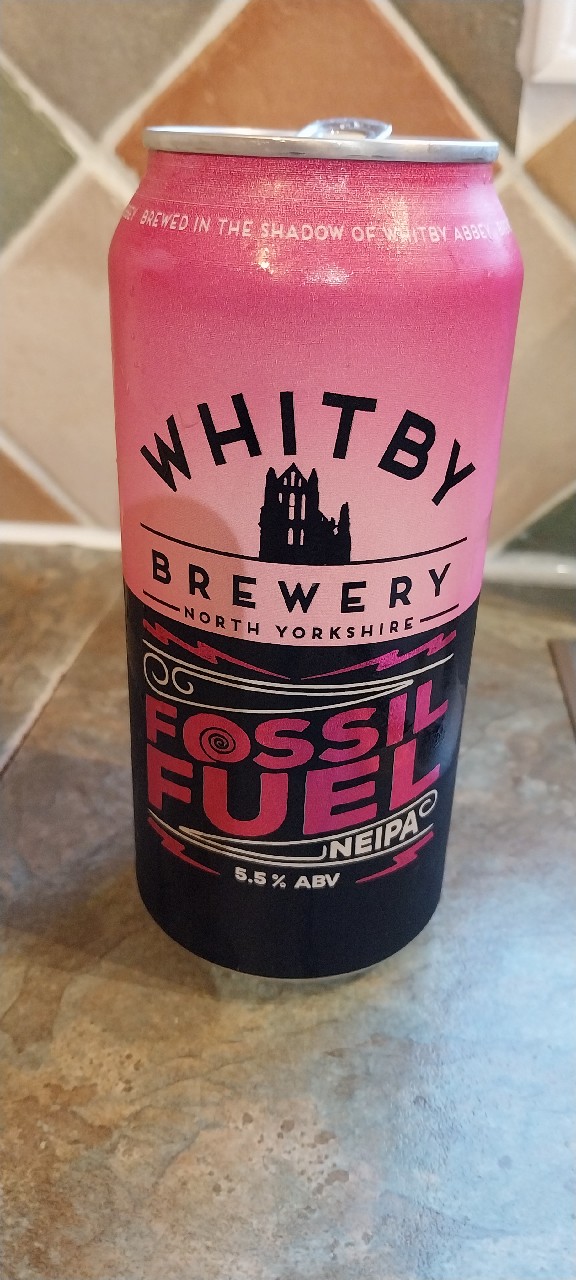 BREWED IN THE SHADOW OF WHITBY ABBEY
WHITBY
BREWERY
NORTH YORKSHIRE
FOSSIL
FUEL
NEIPA
5.5% ABV